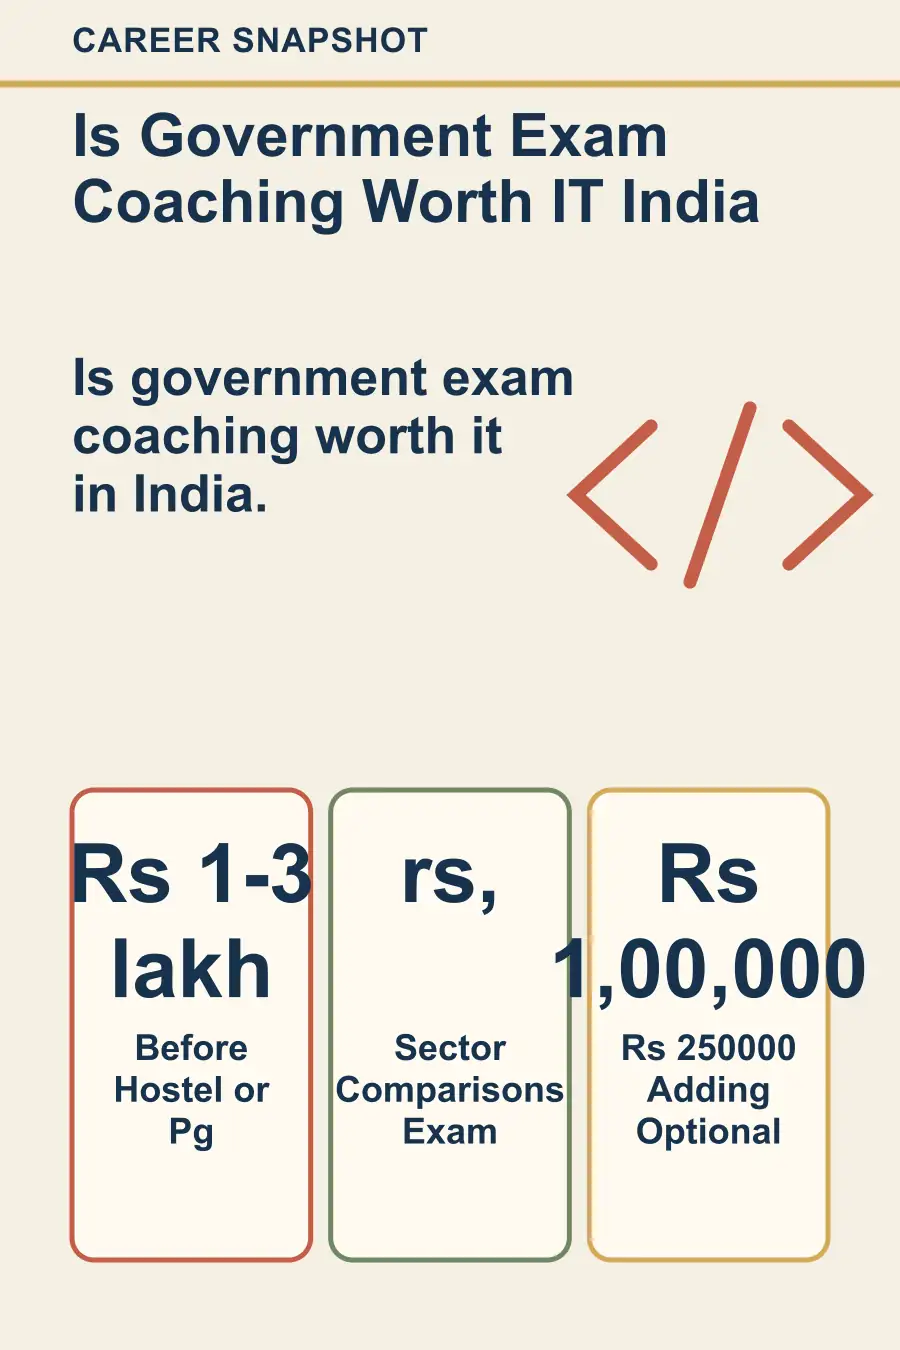 CAREER SNAPSHOT
Is Government Exam
Coaching Worth IT India
Is government exam
coaching worth it
in India.
Rs 1-3
lakh
Before
Hostel or
Pg
rs,
Sector
Comparisons
Exam
Rs
1,00,000
Rs 250000
Adding
Optional